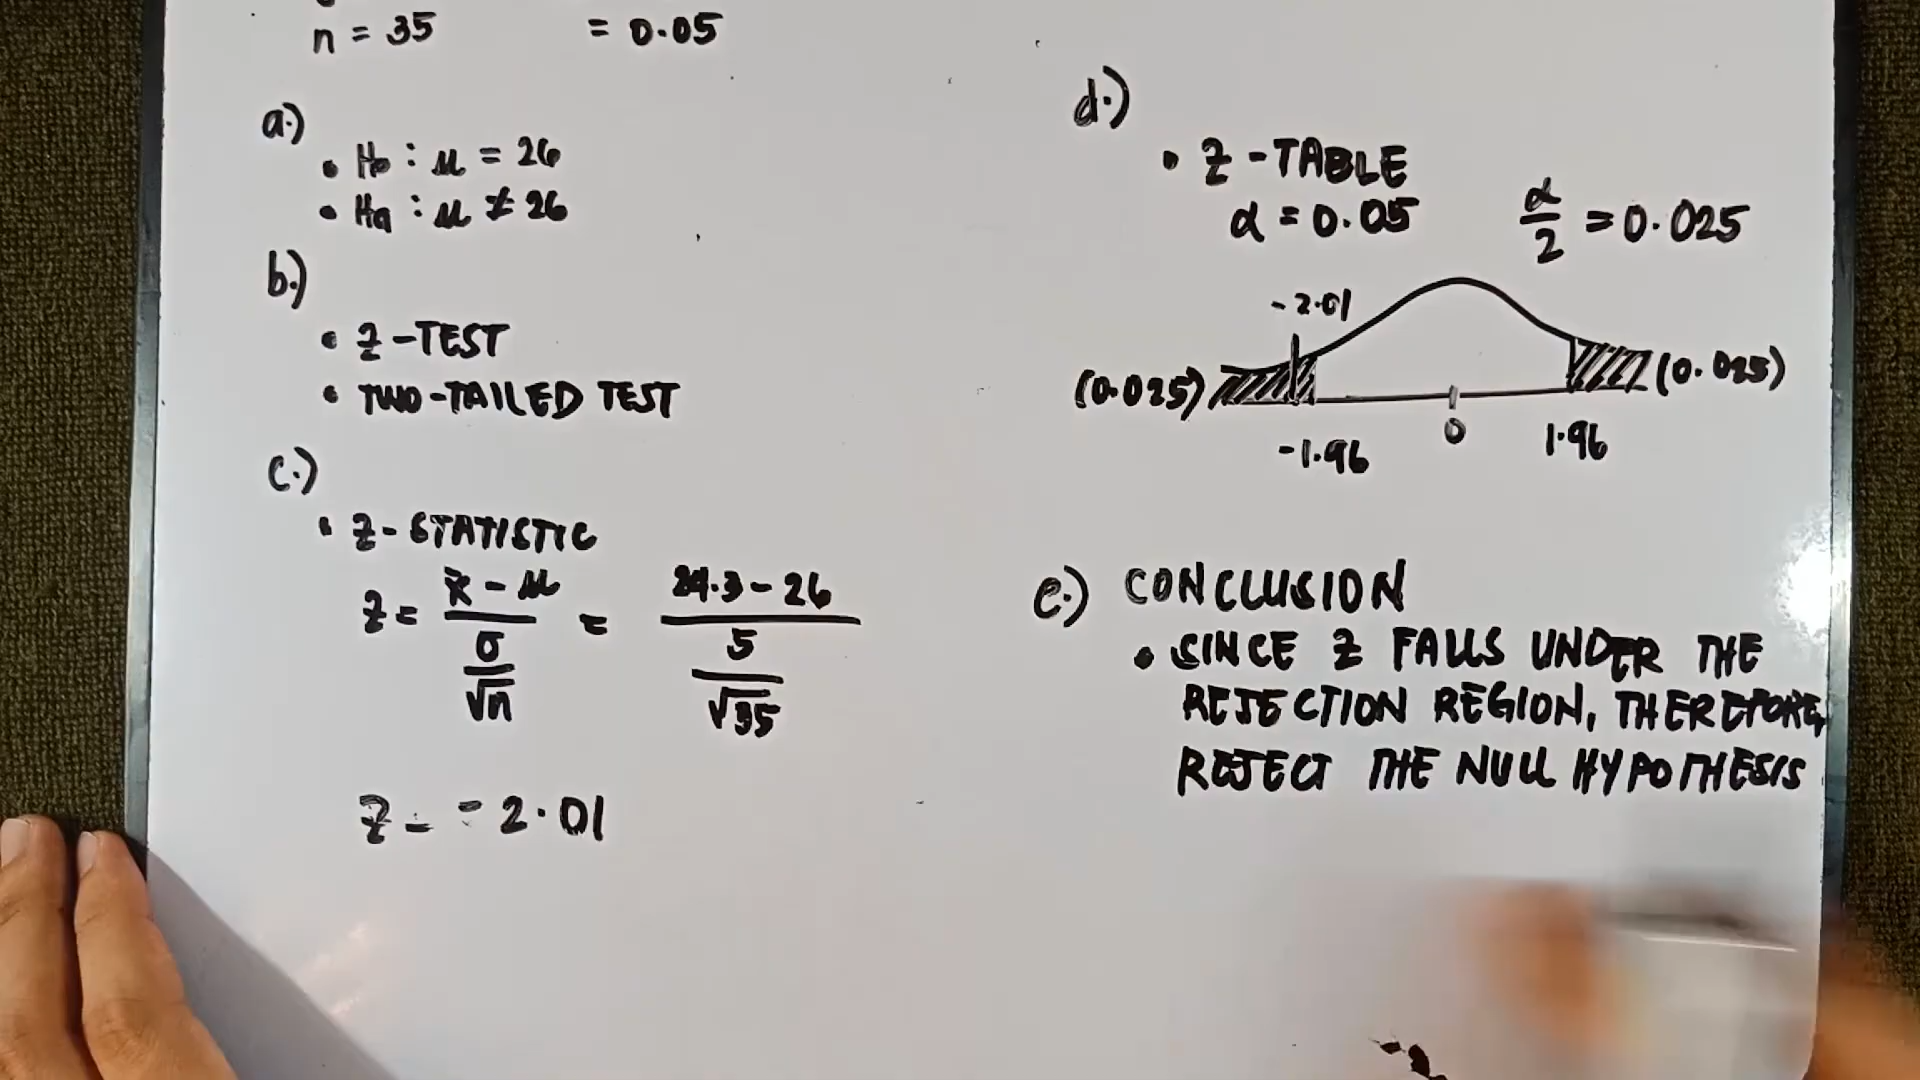 n = 35 = 0.05
a.)
• Ho : μ = 26
• Ha : μ ≠ 26
b.)
• Z-TEST
• TWO-TAILED TEST
c.)
• Z-STATISTIC
Z = x̄ - μ / σ/√n = 24.3 - 26 / 5/√35
Z = -2.01
d.)
• Z-TABLE
α = 0.05 α/2 = 0.025
-2.01
(0.025) (0.025)
-1.96 0 1.96
e.) CONCLUSION
• SINCE Z FALLS UNDER THE
REJECTION REGION, THEREFORE,
REJECT THE NULL HYPOTHESIS